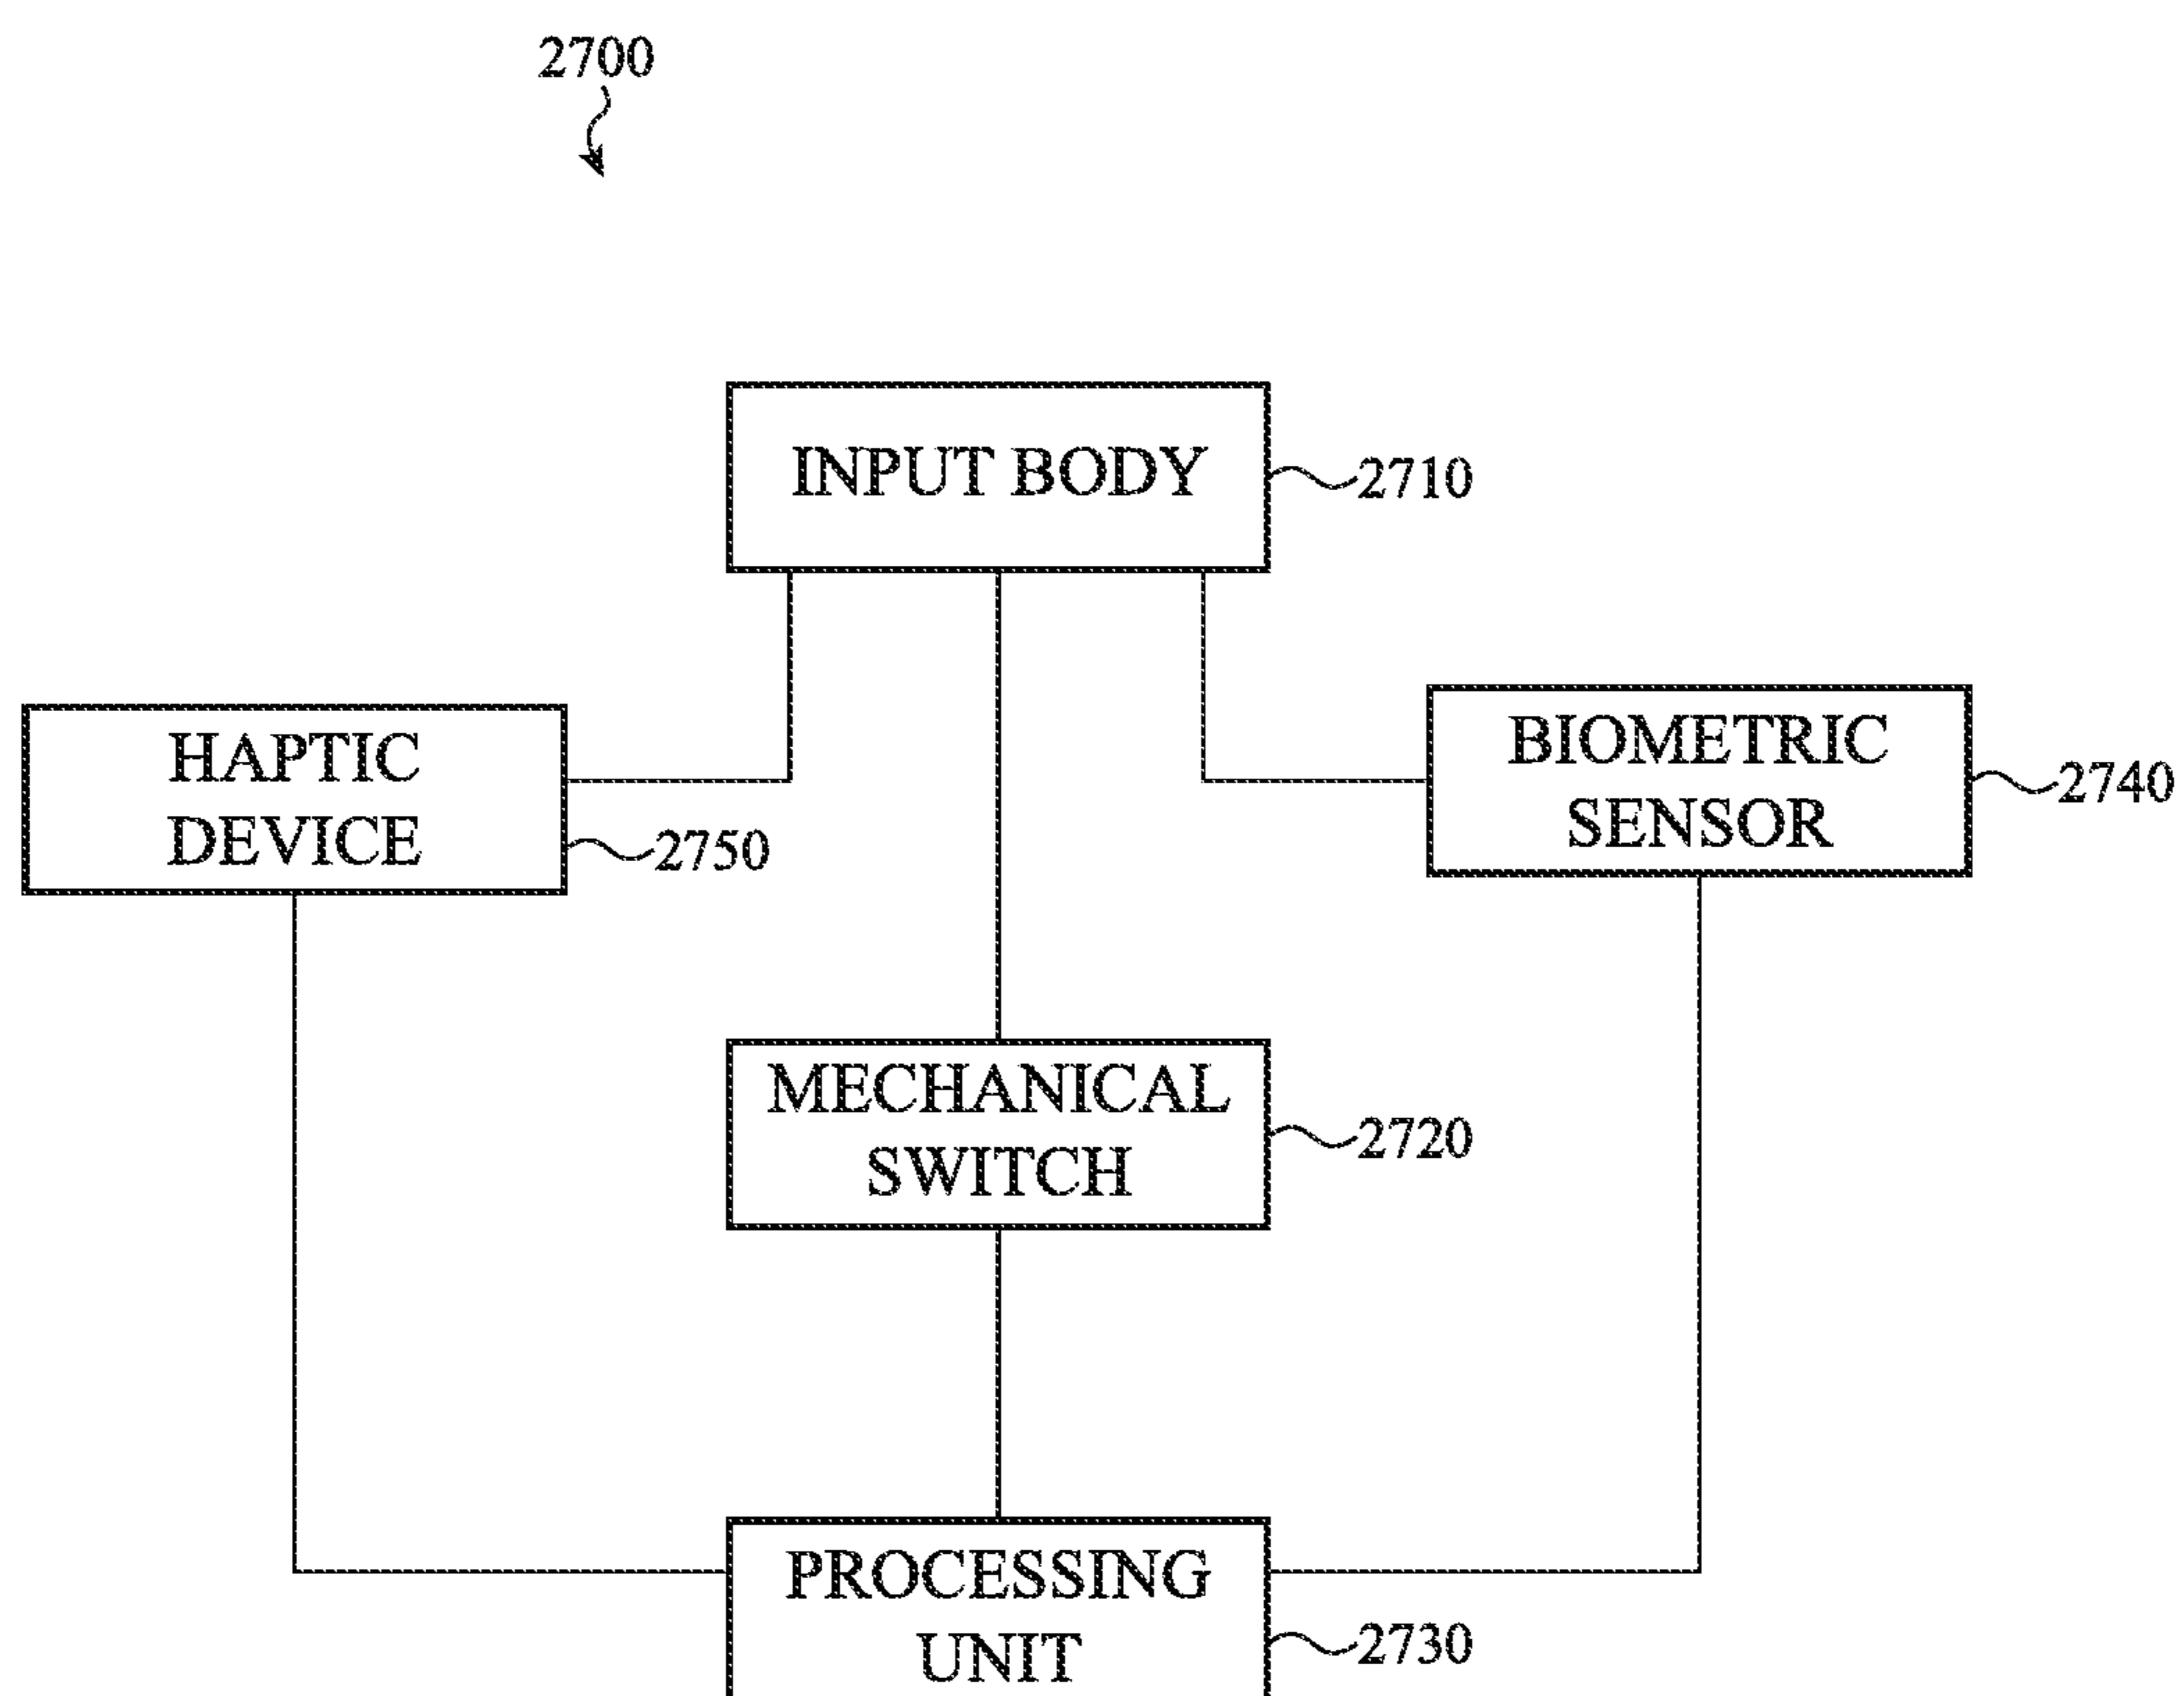 2700
INPUT BODY
2710
HAPTIC
DEVICE
2750
BIOMETRIC
SENSOR
2740
MECHANICAL
SWITCH
2720
PROCESSING
UNIT
2730